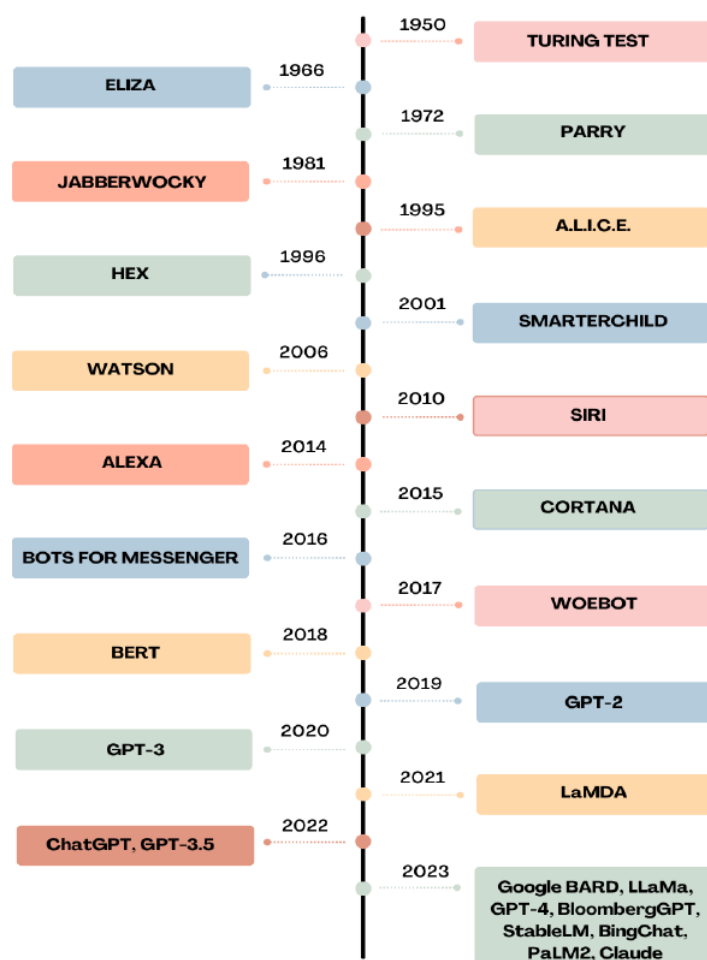 1950
TURING TEST
1966
ELIZA
1972
PARRY
1981
JABBERWOCKY
1995
A.L.I.C.E.
1996
HEX
2001
SMARTERCHILD
2006
WATSON
2010
SIRI
2014
ALEXA
2015
CORTANA
2016
BOTS FOR MESSENGER
2017
WOEBOT
2018
BERT
2019
GPT-2
2020
GPT-3
2021
LaMDA
2022
ChatGPT, GPT-3.5
2023
Google BARD, LLaMa,
GPT-4, BloombergGPT,
StableLM, BingChat,
PaLM2, Claude